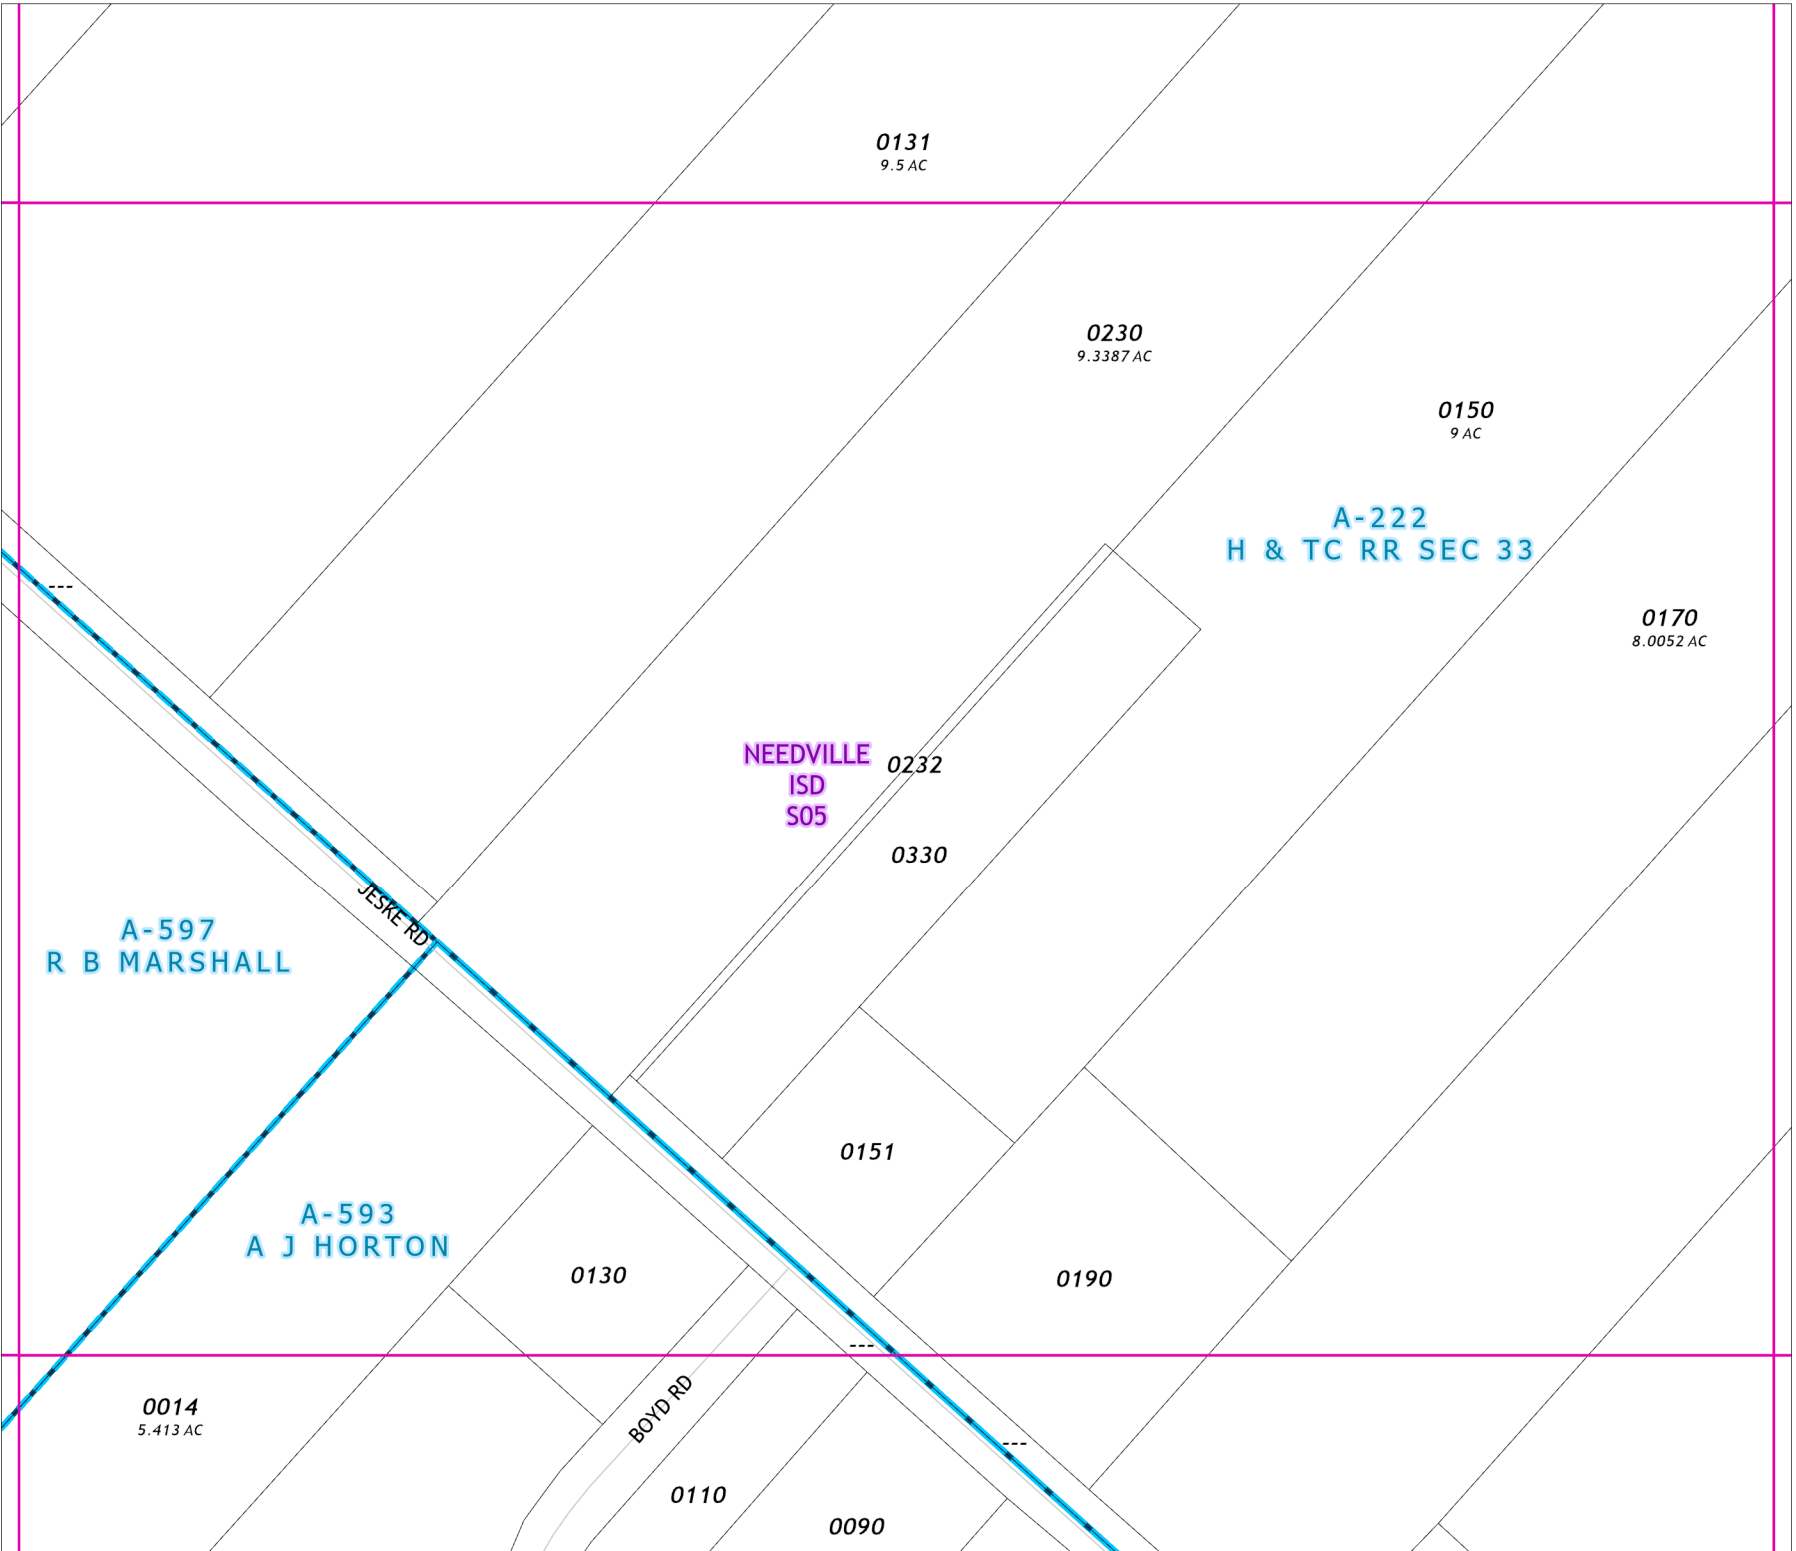 0131
9.5 AC
0230
9.3387 AC
0150
9 AC
A-222
H & TC RR SEC 33
---
0170
8.0052 AC
NEEDVILLE
ISD
S05
0232
0330
JESKE RD
A-597
R B MARSHALL
0151
A-593
A J HORTON
0130
0190
---
BOYD RD
0014
5.413 AC
---
0110
0090